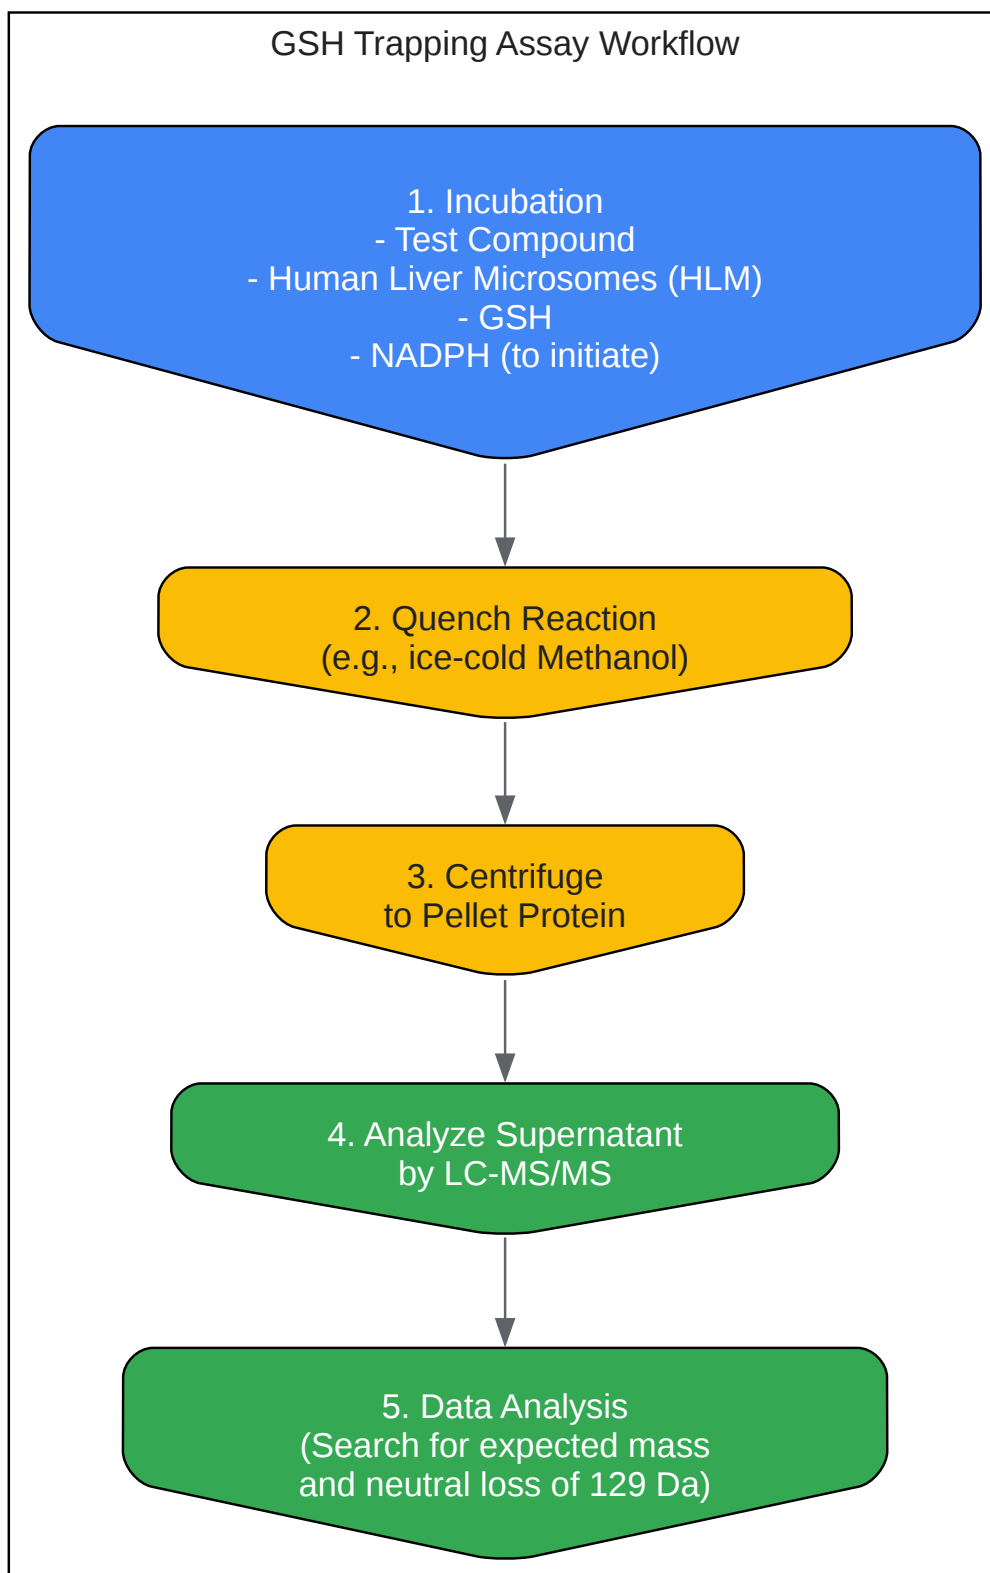 GSH Trapping Assay Workflow
1. Incubation
- Test Compound
- Human Liver Microsomes (HLM)
- GSH
- NADPH (to initiate)
2. Quench Reaction
(e.g., ice-cold Methanol)
3. Centrifuge
to Pellet Protein
4. Analyze Supernatant
by LC-MS/MS
5. Data Analysis
(Search for expected mass
and neutral loss of 129 Da)